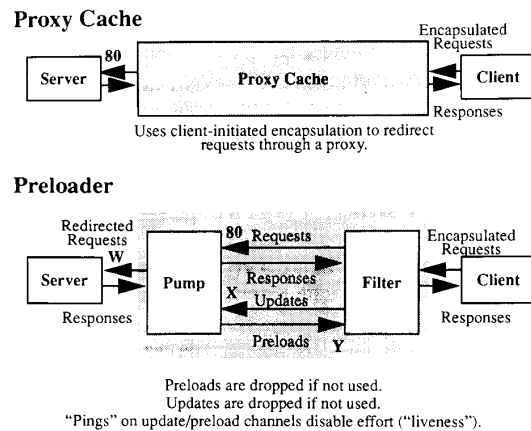 Proxy Cache
Encapsulated
Requests
80
Server
Proxy Cache
Client
Responses
Uses client-initiated encapsulation to redirect
requests through a proxy.
Preloader
Redirected
Requests
W
80
Requests
Encapsulated
Requests
Server
Pump
Responses
Filter
Client
X
Updates
Responses
Responses
Preloads
Y
Preloads are dropped if not used.
Updates are dropped if not used.
“Pings” on update/preload channels disable effort (“liveness”).